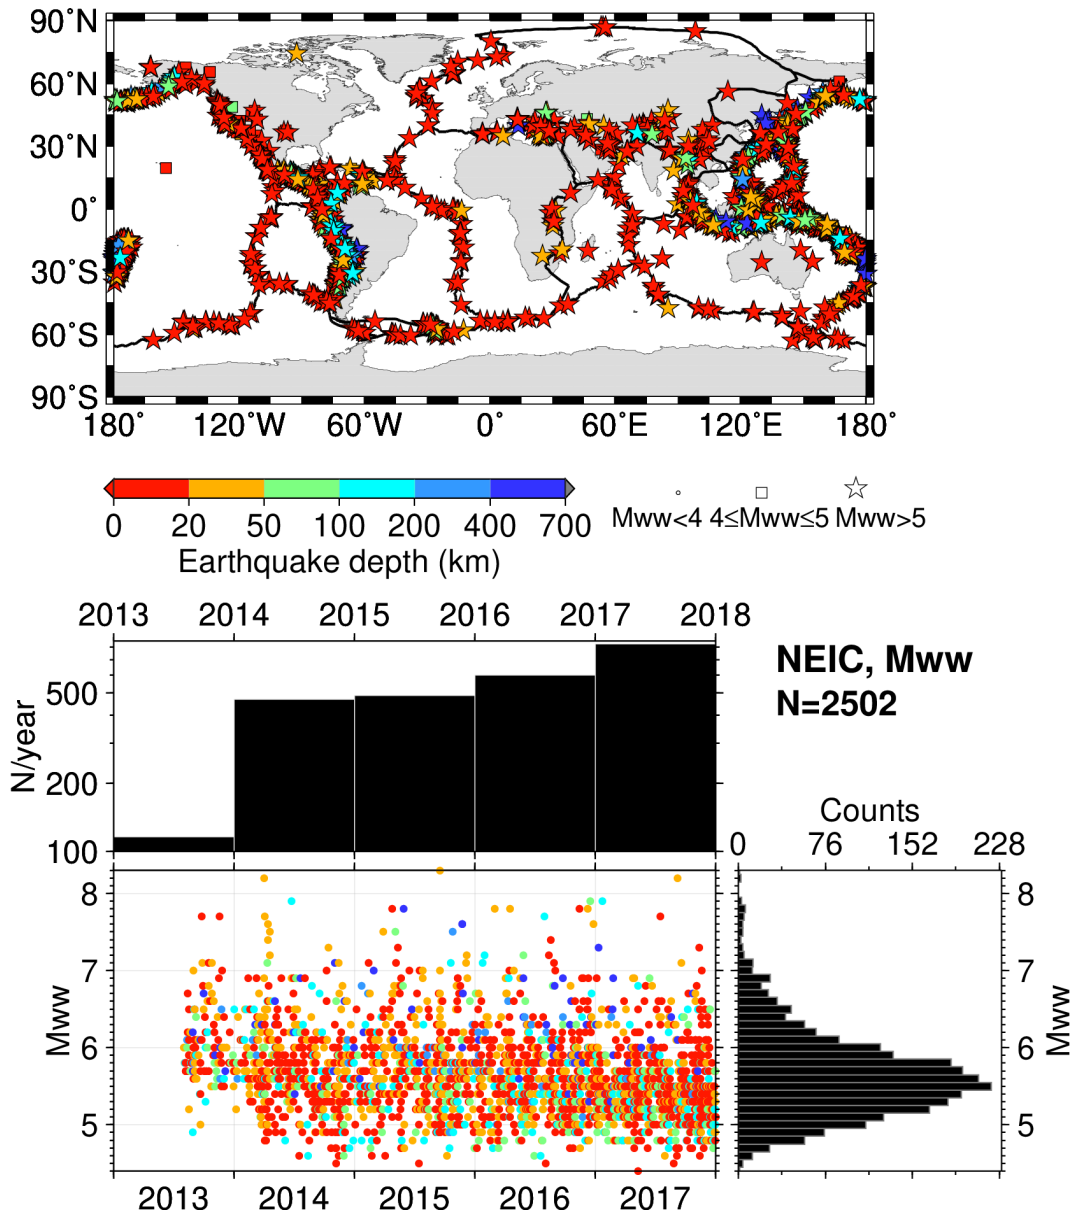 90˚N
60˚N
30˚N
0˚
30˚S
60˚S
90˚S
180˚ 120˚W 60˚W 0˚ 60˚E 120˚E 180˚
0 20 50 100 200 400 700
Earthquake depth (km)
Mww<4 4≤Mww≤5 Mww>5
2013 2014 2015 2016 2017 2018
NEIC, Mww
N=2502
N/year
500
200
100
Counts
0 76 152 228
Mww
8
7
6
5
8
7
6
5
Mww
2013 2014 2015 2016 2017